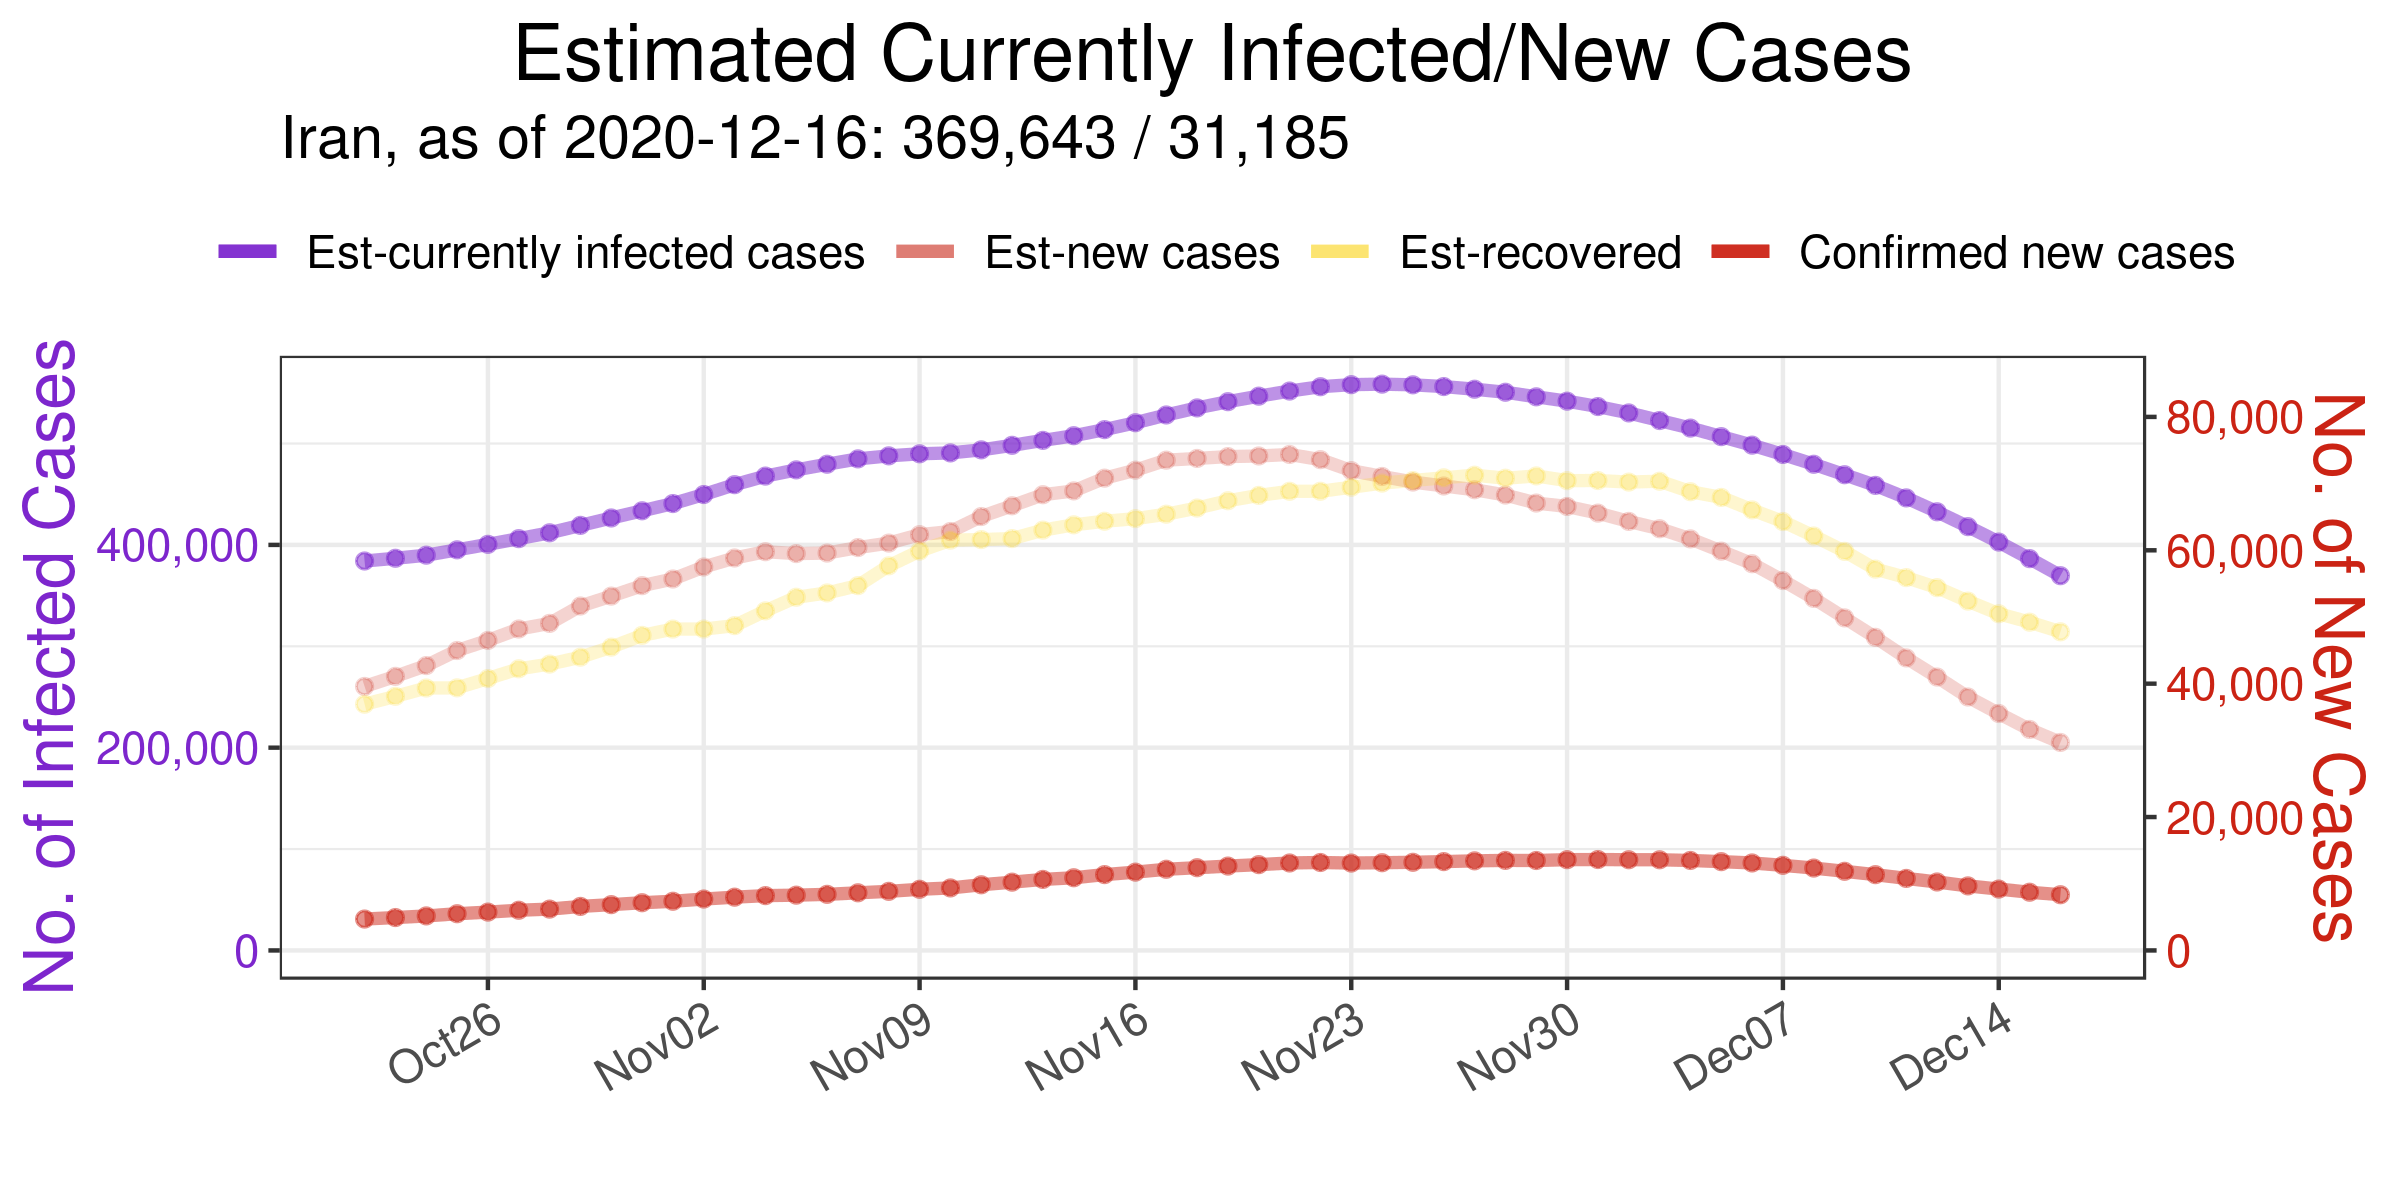 Estimated Currently Infected/New Cases
Iran, as of 2020-12-16: 369,643 / 31,185
Est-currently infected cases Est-new cases Est-recovered Confirmed new cases
No. of Infected Cases
400,000
200,000
0
80,000
60,000
40,000
20,000
0
No. of New Cases
Oct26 Nov02 Nov09 Nov16 Nov23 Nov30 Dec07 Dec14